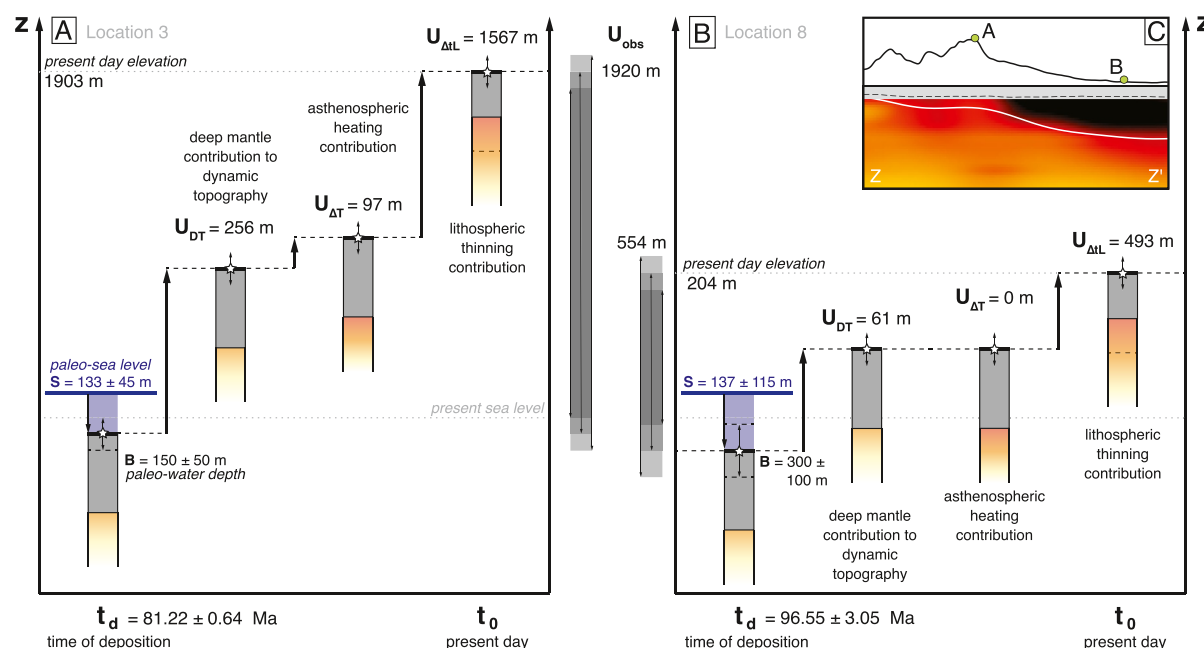 Z
A
Location 3
present day elevation
1903 m
U_ΔtL = 1567 m
asthenospheric
heating
contribution
deep mantle
contribution to
dynamic
topography
U_ΔT = 97 m
U_DT = 256 m
lithospheric
thinning
contribution
paleo-sea level
S = 133 ± 45 m
present sea level
B = 150 ± 50 m
paleo-water depth
t_d = 81.22 ± 0.64 Ma
time of deposition
t_0
present day
U_obs
1920 m
554 m
B
Location 8
C
Z
A
B
Z
Z'
present day elevation
204 m
U_ΔtL = 493 m
U_ΔT = 0 m
U_DT = 61 m
S = 137 ± 115 m
B = 300 ±
100 m
lithospheric
thinning
contribution
asthenospheric
heating
contribution
deep mantle
contribution to
dynamic
topography
t_d = 96.55 ± 3.05 Ma
time of deposition
t_0
present day